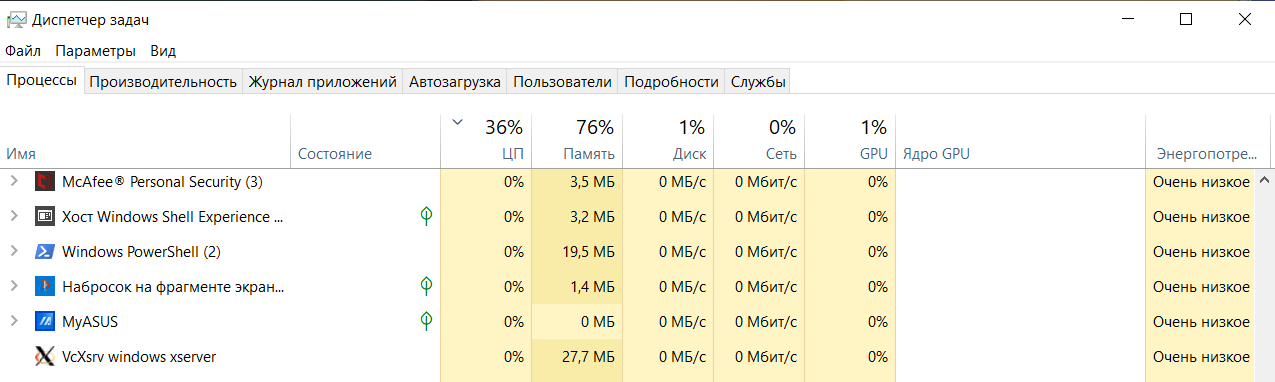 Диспетчер задач
Файл Параметры Вид
Процессы Производительность Журнал приложений Автозагрузка Пользователи Подробности Службы
36% 76% 1% 0% 1%
Имя Состояние ЦП Память Диск Сеть GPU Ядро GPU Энергопотре...
McAfee® Personal Security (3) 0% 3,5 МБ 0 МБ/с 0 Мбит/с 0% Очень низкое
Хост Windows Shell Experience ... 0% 3,2 МБ 0 МБ/с 0 Мбит/с 0% Очень низкое
Windows PowerShell (2) 0% 19,5 МБ 0 МБ/с 0 Мбит/с 0% Очень низкое
Набросок на фрагменте экран... 0% 1,4 МБ 0 МБ/с 0 Мбит/с 0% Очень низкое
MyASUS 0% 0 МБ 0 МБ/с 0 Мбит/с 0% Очень низкое
VcXsrv windows xserver 0% 27,7 МБ 0 МБ/с 0 Мбит/с 0% Очень низкое